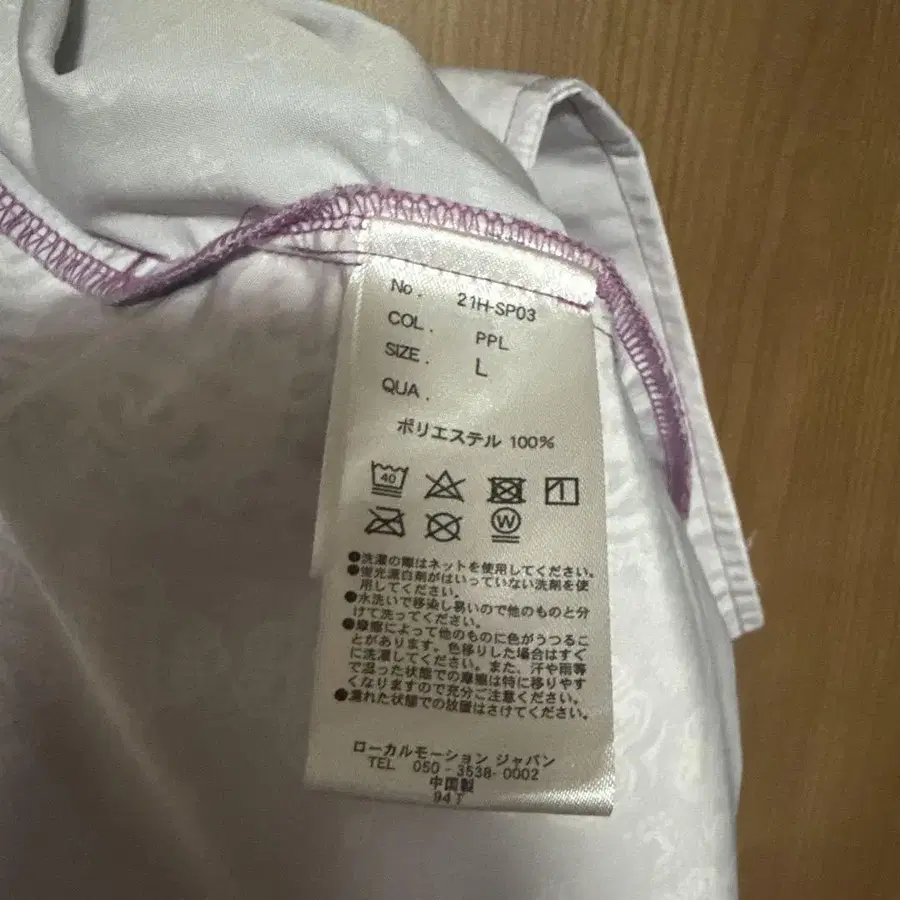 No. 21H-SP03
COL. PPL
SIZE. L
QUA.
ポリエステル 100%
40
W
●洗濯の際はネットを使用してください。
●蛍光漂白剤がはいっていない洗剤を使
用してください。
●水洗いで移染し易いので他のものと分
けて洗ってください。
●摩擦によって他のものに色がうつるこ
とがあります。色移りした場合はすぐ
に洗濯してください。また、汗や雨等
で湿った状態での摩擦は特に移りやす
くなりますので充分ご注意ください。
●濡れた状態での放置はさけてください。
ローカルモーション ジャパン
TEL 050-3538-0002
中国製
94